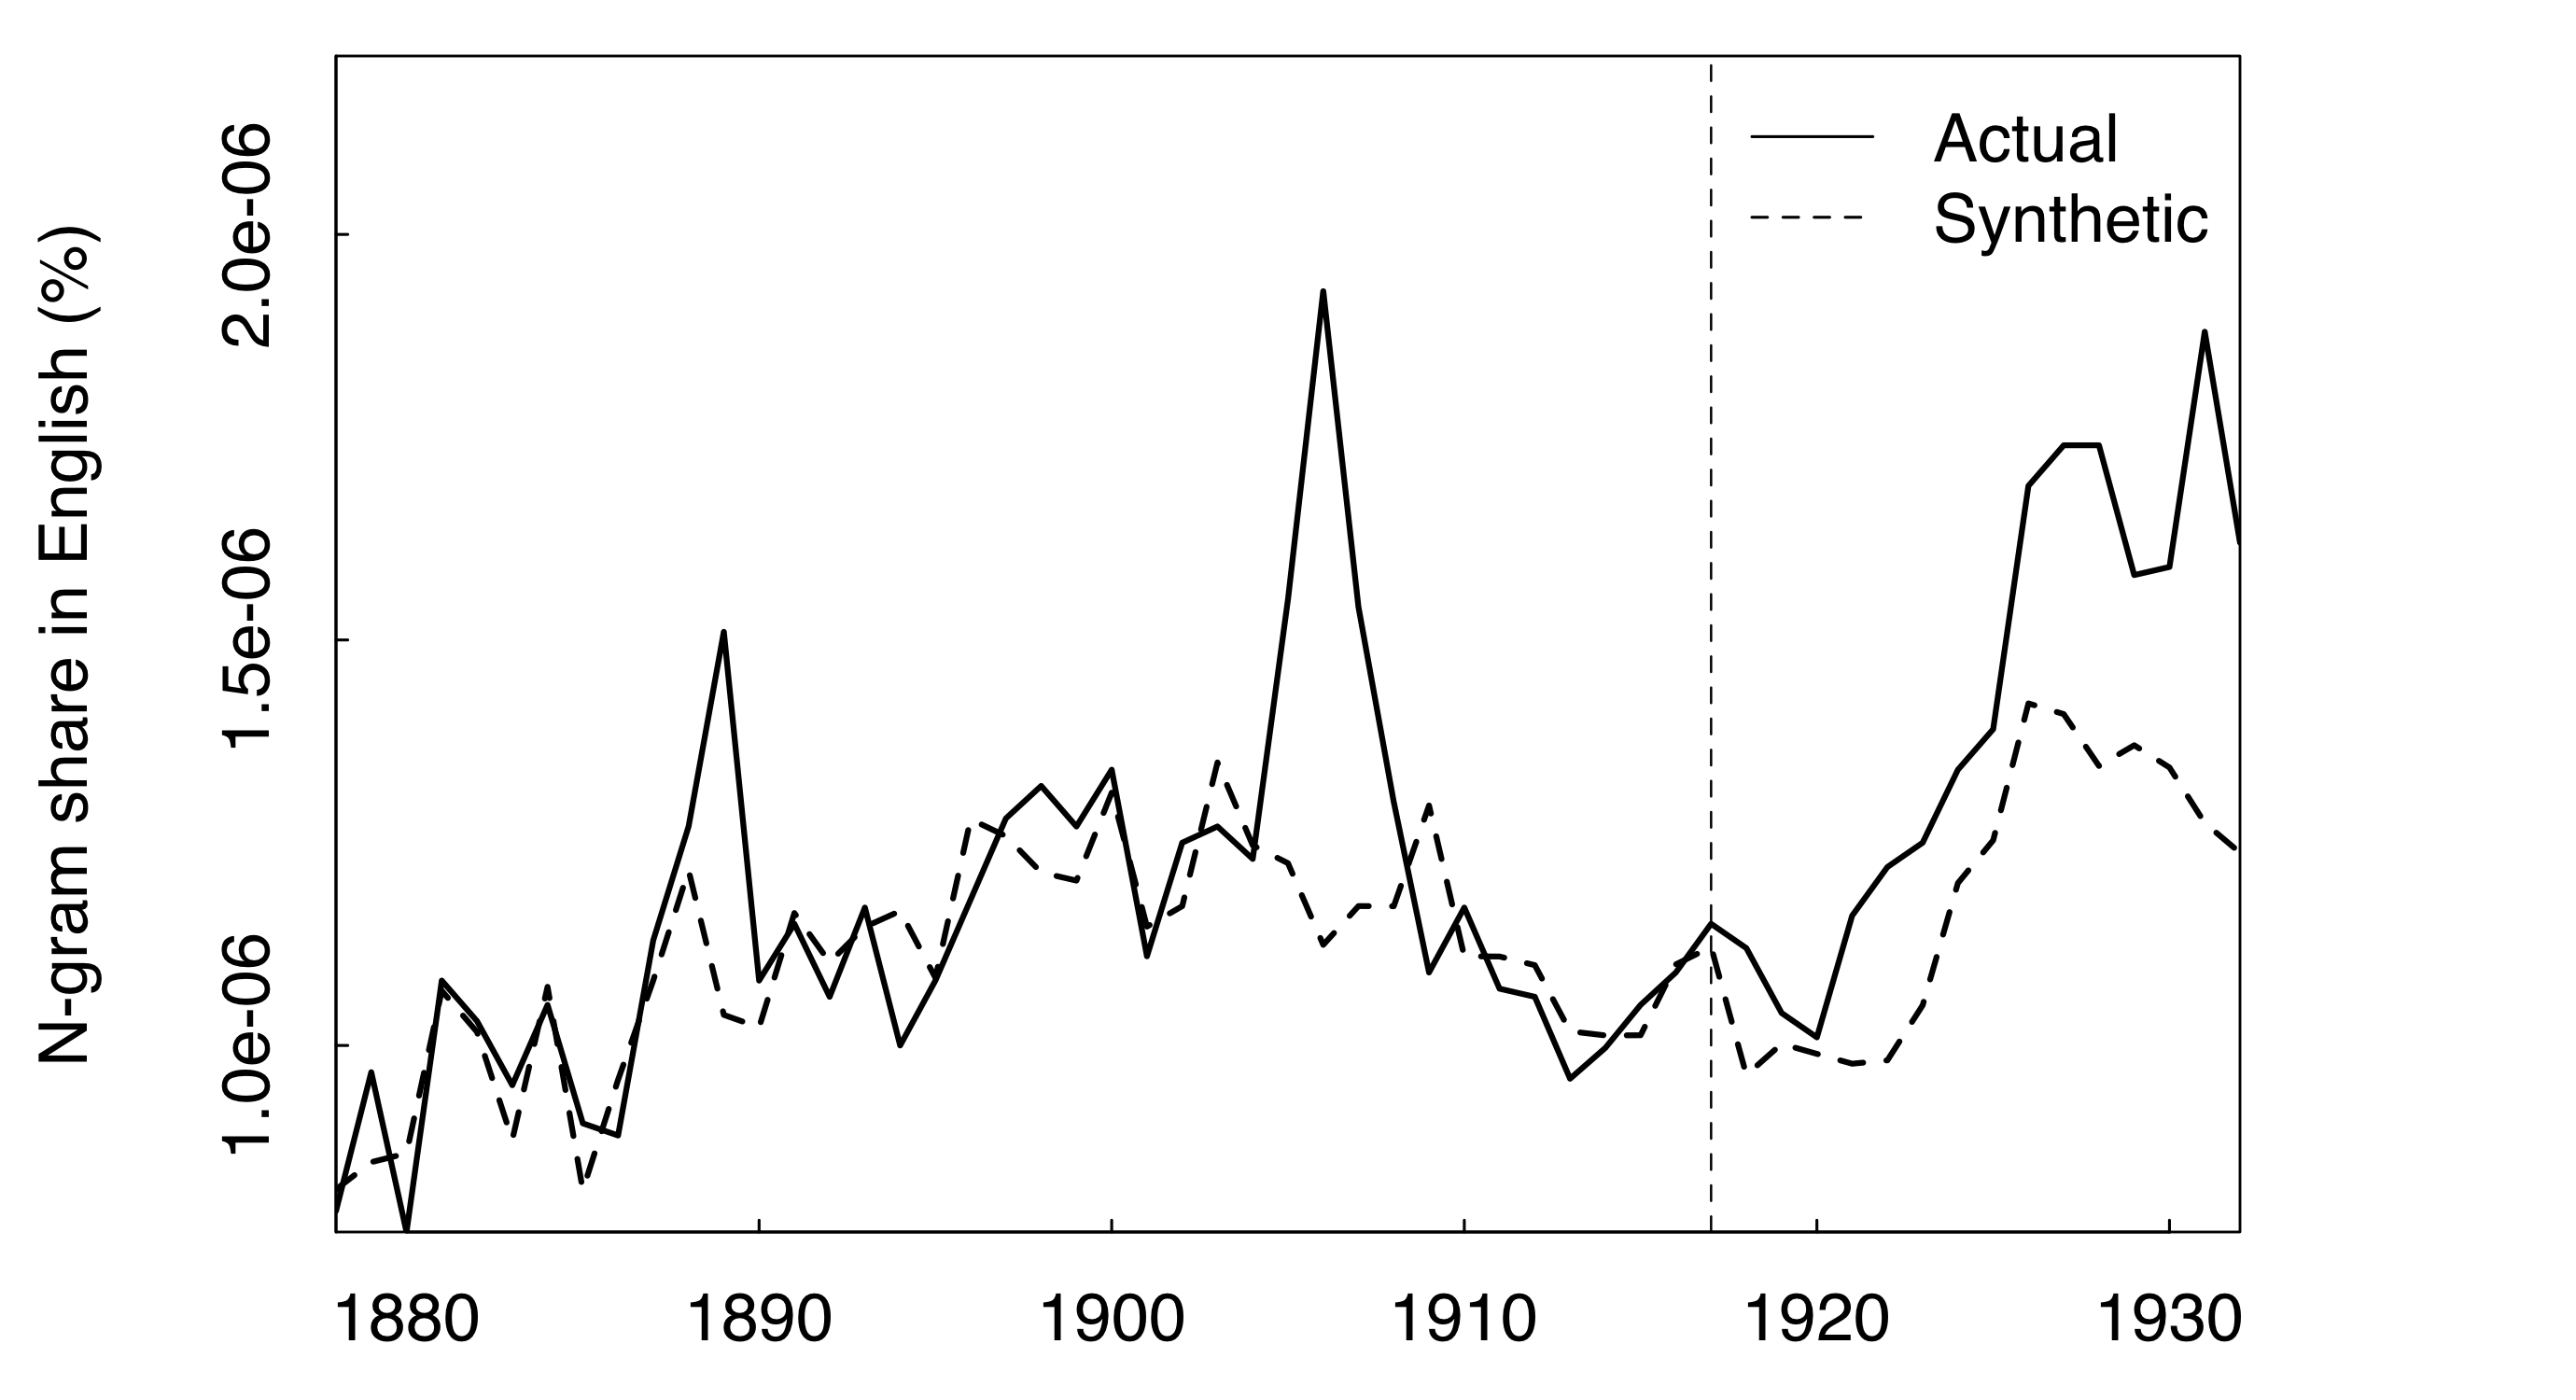 N-gram share in English (%)
2.0e-06
1.5e-06
1.0e-06
Actual
Synthetic
1880 1890 1900 1910 1920 1930